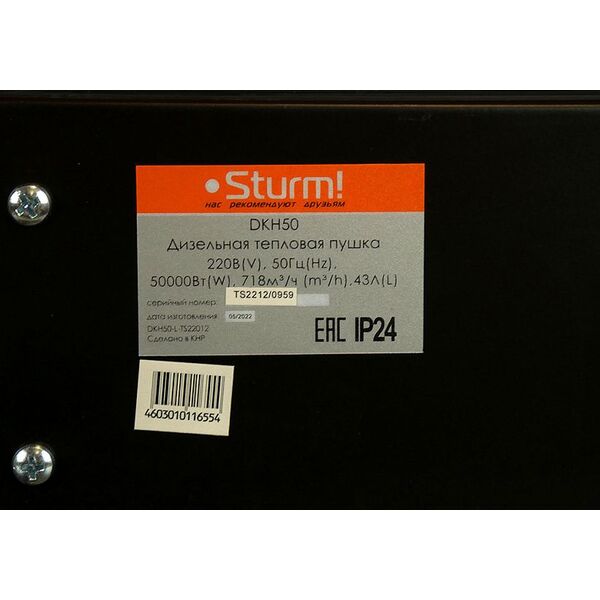 Sturm!
нас рекомендуют друзьям
DKH50
Дизельная тепловая пушка
220В(V), 50Гц(Hz),
50000Вт(W), 718м³/ч (m³/h),43Л(L)
серийный номер: TS2212/0959
дата изготовления 05/2022
DKH50-L-TS22012
Сделано в КНР
EAC IP24
4603010116554